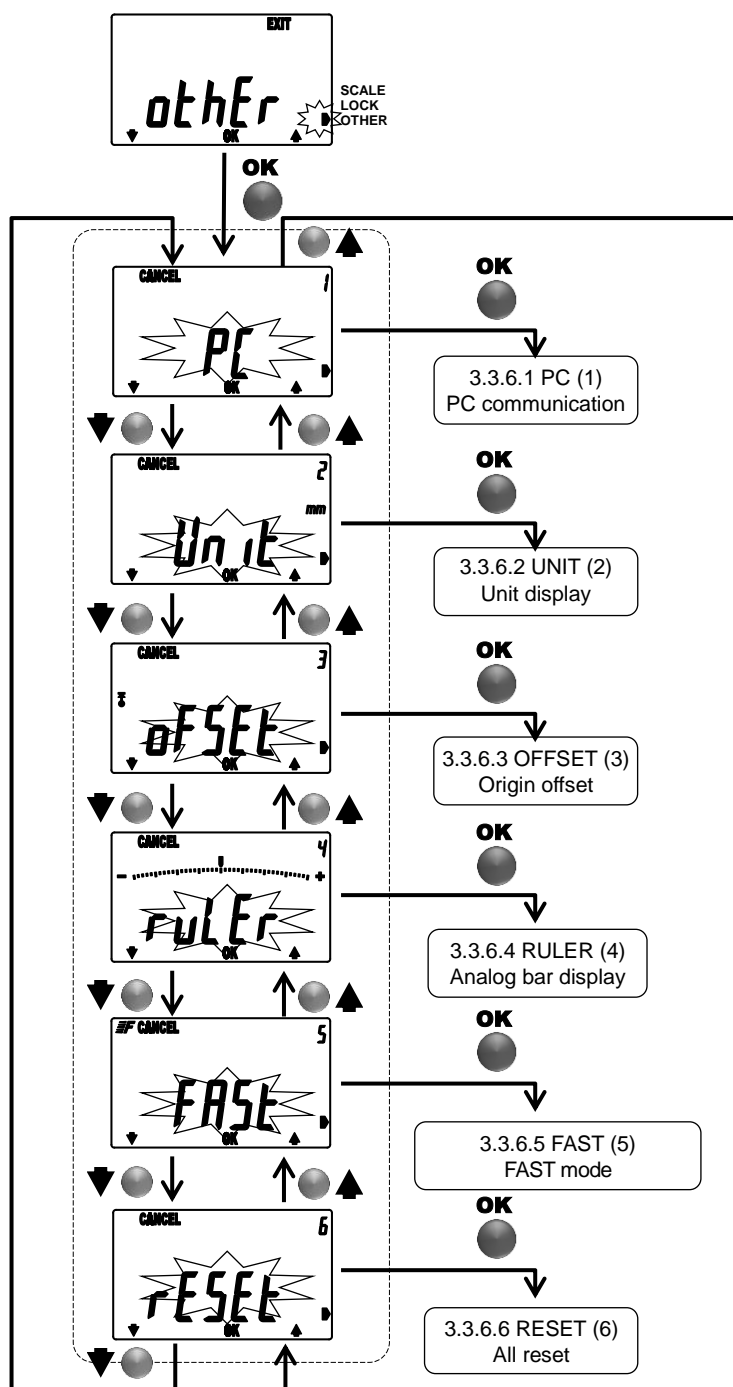 EXIT
othEr
SCALE
LOCK
OTHER
OK
OK
CANCEL
1
PC
OK
OK
3.3.6.1 PC (1)
PC communication
CANCEL
2
mm
Unit
OK
OK
3.3.6.2 UNIT (2)
Unit display
CANCEL
3
oFSEt
OK
OK
3.3.6.3 OFFSET (3)
Origin offset
CANCEL
4
− +
ruLEr
OK
OK
3.3.6.4 RULER (4)
Analog bar display
F CANCEL
5
FASt
OK
OK
3.3.6.5 FAST (5)
FAST mode
CANCEL
6
rESEt
OK
OK
3.3.6.6 RESET (6)
All reset